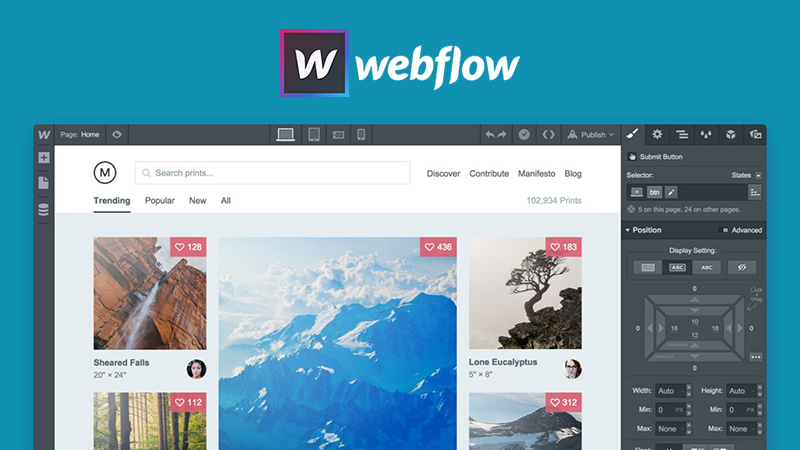 W webflow
W Page: Home Publish
Submit Button
M Search prints... Discover Contribute Manifesto Blog
Selector: States
btn
Trending Popular New All 102,934 Prints
5 on this page, 24 on other pages.
Position Advanced
128 436 183
Display Setting:
ABC ABC
0
0 18 10 18 0
12
0
Sheared Falls
20" × 24"
Lone Eucalyptus
5" × 8"
Width: Auto Height: Auto
Min: 0 PX Min: 0 PX
Max: None Max: None
112 312